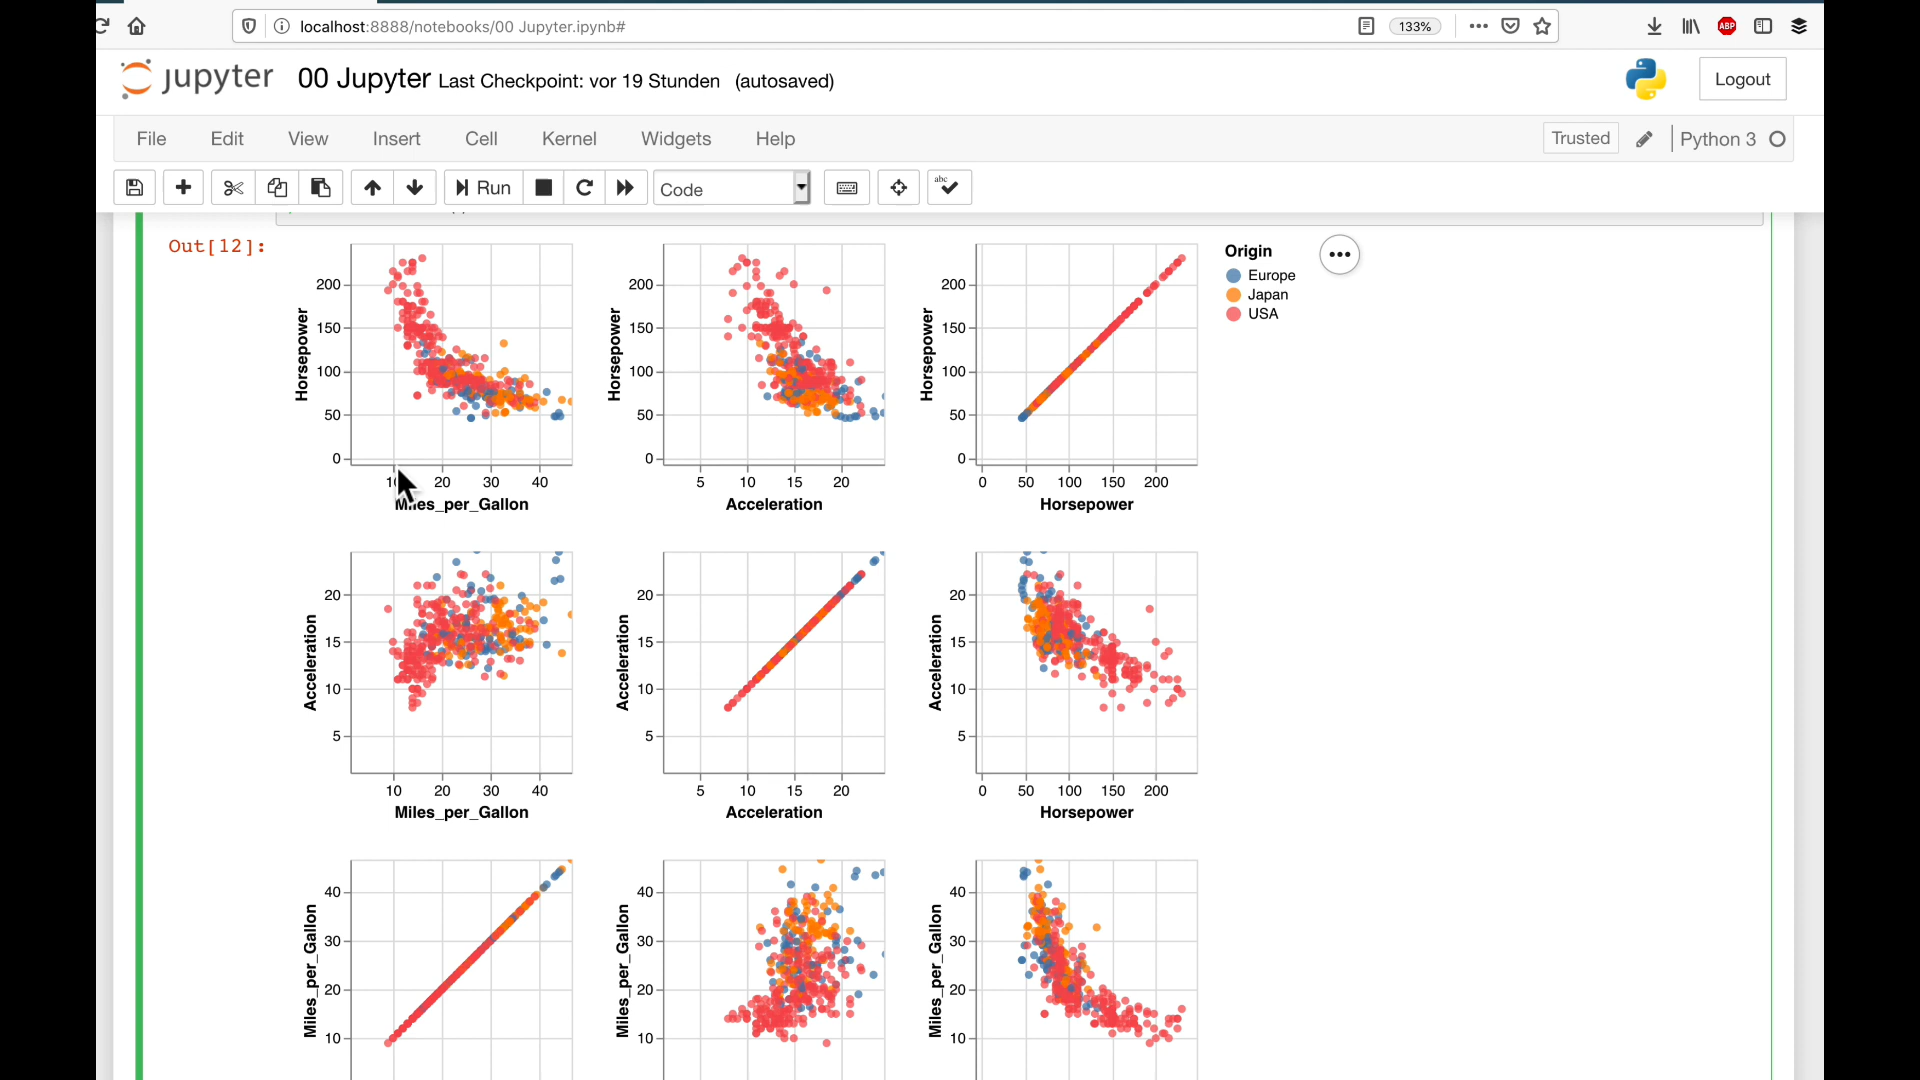 localhost:8888/notebooks/00 Jupyter.ipynb#
133%
ABP
jupyter 00 Jupyter Last Checkpoint: vor 19 Stunden (autosaved)
Logout
File Edit View Insert Cell Kernel Widgets Help
Trusted Python 3
Run Code abc
Out[12]:
Origin
Europe
Japan
USA
Horsepower
200
150
100
50
0
20 30 40
Miles_per_Gallon
Horsepower
200
150
100
50
0
5 10 15 20
Acceleration
Horsepower
200
150
100
50
0
0 50 100 150 200
Horsepower
Acceleration
20
15
10
5
10 20 30 40
Miles_per_Gallon
Acceleration
20
15
10
5
5 10 15 20
Acceleration
Acceleration
20
15
10
5
0 50 100 150 200
Horsepower
Miles_per_Gallon
40
30
20
10
Miles_per_Gallon
40
30
20
10
Miles_per_Gallon
40
30
20
10